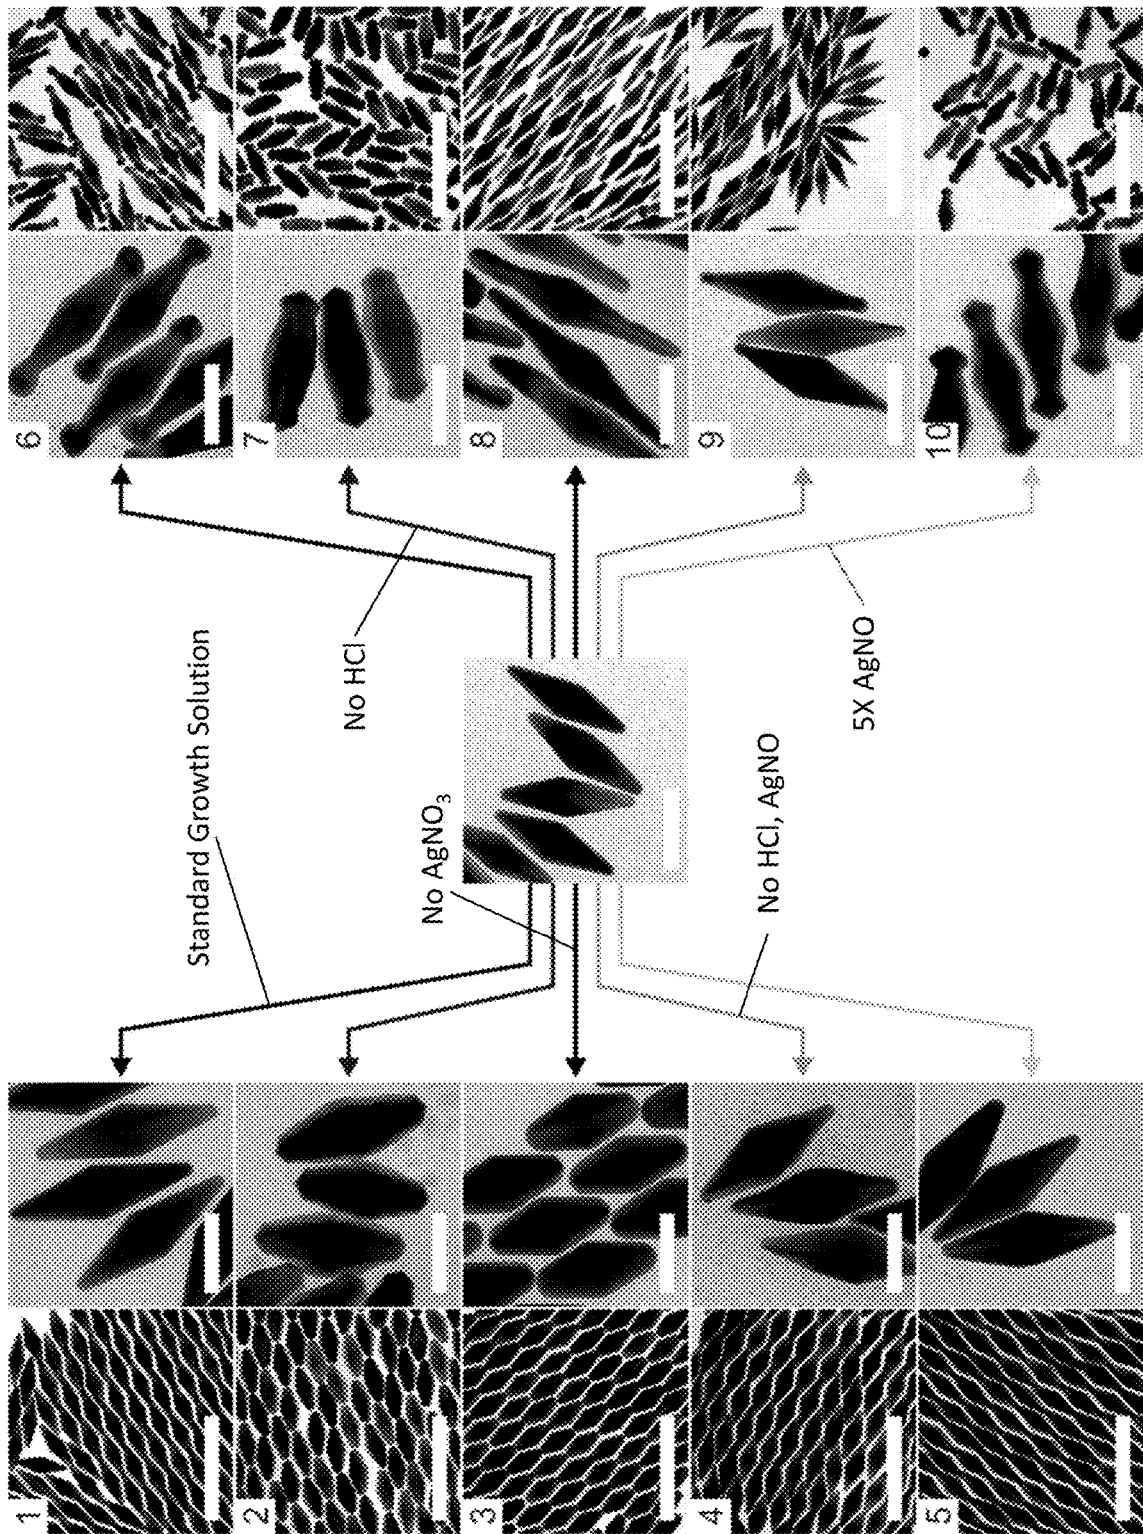 1
2
3
4
5
Standard Growth Solution
No HCl
No AgNO₃
No HCl, AgNO
5X AgNO
6
7
8
9
10